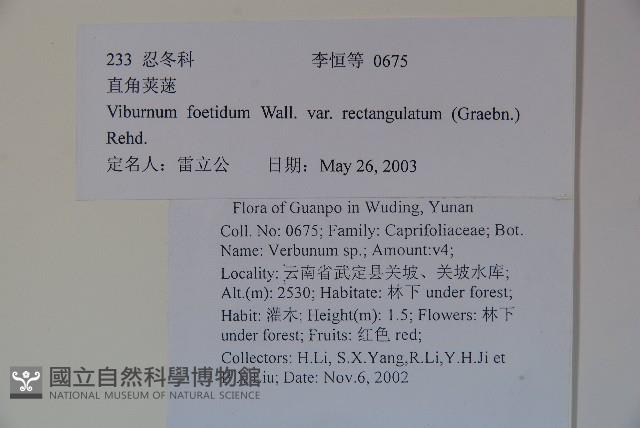 233 忍冬科 李恒等 0675
直角荚蒾
Viburnum foetidum Wall. var. rectangulatum (Graebn.)
Rehd.
定名人：雷立公 日期：May 26, 2003
Flora of Guanpo in Wuding, Yunan
Coll. No: 0675; Family: Caprifoliaceae; Bot.
Name: Verbunum sp.; Amount:v4;
Locality: 云南省武定县关坡、关坡水库;
Alt.(m): 2530; Habitate: 林下 under forest;
Habit: 灌木; Height(m): 1.5; Flowers: 林下
under forest; Fruits: 红色 red;
Collectors: H.Li, S.X.Yang,R.Li,Y.H.Ji et
Liu; Date: Nov.6, 2002
國立自然科學博物館
NATIONAL MUSEUM OF NATURAL SCIENCE